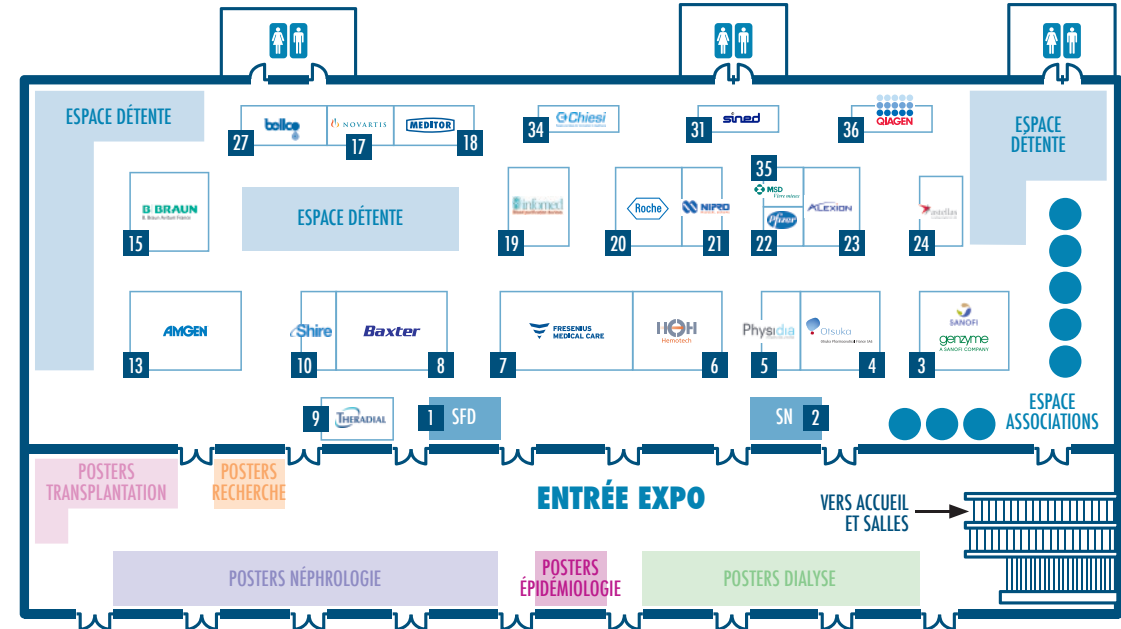 ESPACE DÉTENTE
bellco
27
NOVARTIS
17
MEDITOR
18
Chiesi
34
sined
31
QIAGEN
36
ESPACE
DÉTENTE
B BRAUN
B. Braun Avitum France
15
ESPACE DÉTENTE
infomed
19
Roche
20
NIPRO
21
35
MSD
Pfizer
22
ALEXION
23
astellas
24
AMGEN
13
Shire
10
Baxter
8
FRESENIUS
MEDICAL CARE
7
HEMOTECH
6
Physidia
5
Otsuka
4
SANOFI
genzyme
A SANOFI COMPANY
3
9
THERADIAL
1
SFD
SN
2
ESPACE
ASSOCIATIONS
POSTERS
TRANSPLANTATION
POSTERS
RECHERCHE
ENTRÉE EXPO
VERS ACCUEIL
ET SALLES
POSTERS NÉPHROLOGIE
POSTERS
ÉPIDÉMIOLOGIE
POSTERS DIALYSE